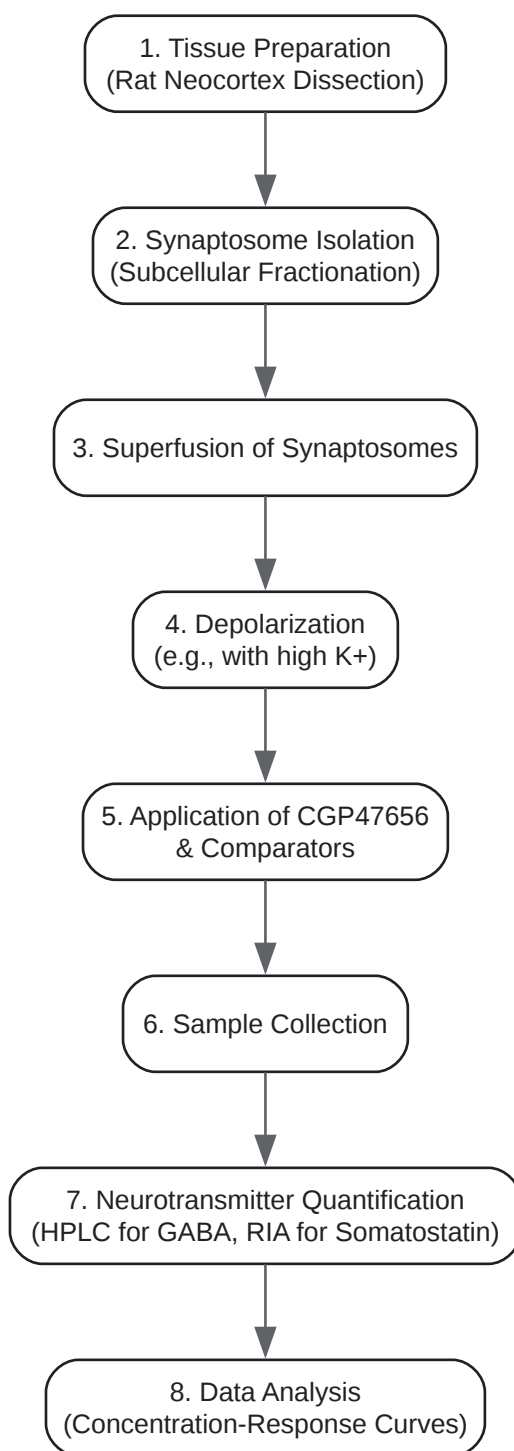 1. Tissue Preparation
(Rat Neocortex Dissection)
2. Synaptosome Isolation
(Subcellular Fractionation)
3. Superfusion of Synaptosomes
4. Depolarization
(e.g., with high K+)
5. Application of CGP47656
& Comparators
6. Sample Collection
7. Neurotransmitter Quantification
(HPLC for GABA, RIA for Somatostatin)
8. Data Analysis
(Concentration-Response Curves)